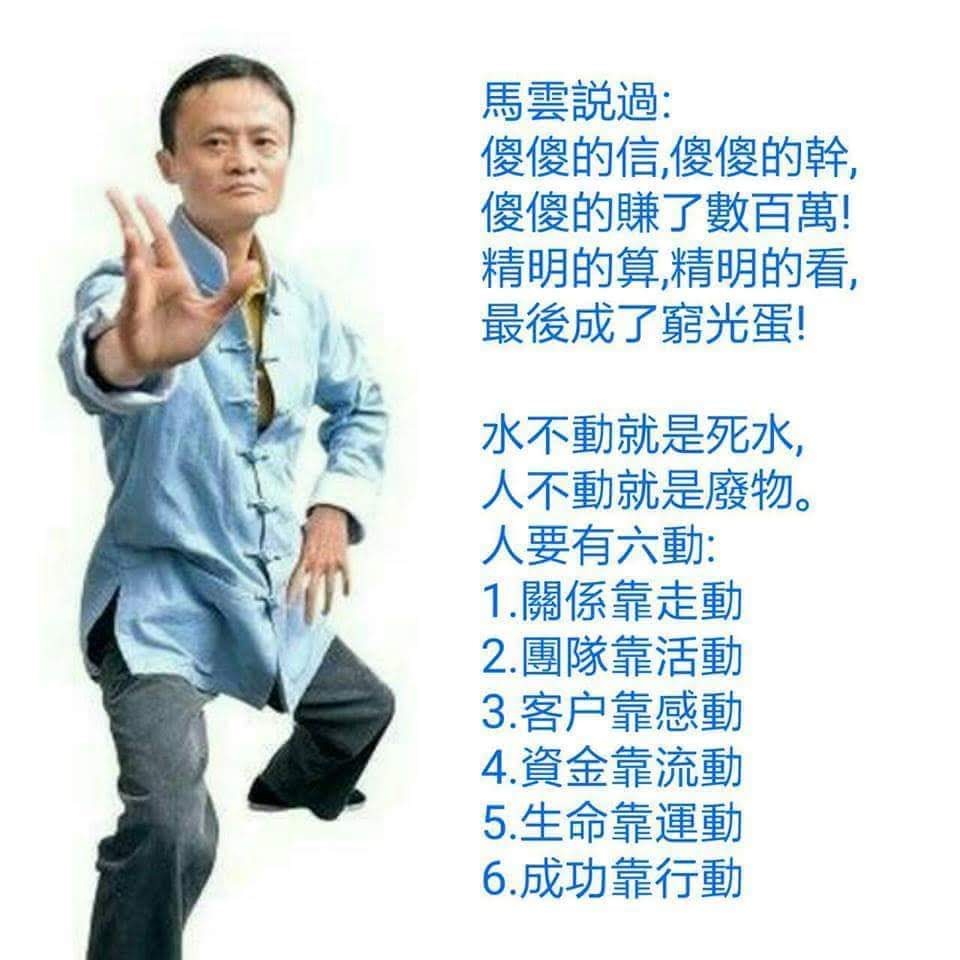 馬雲説過:
傻傻的信,傻傻的幹,
傻傻的賺了數百萬!
精明的算,精明的看,
最後成了窮光蛋!
水不動就是死水,
人不動就是廢物。
人要有六動:
1.關係靠走動
2.團隊靠活動
3.客户靠感動
4.資金靠流動
5.生命靠運動
6.成功靠行動